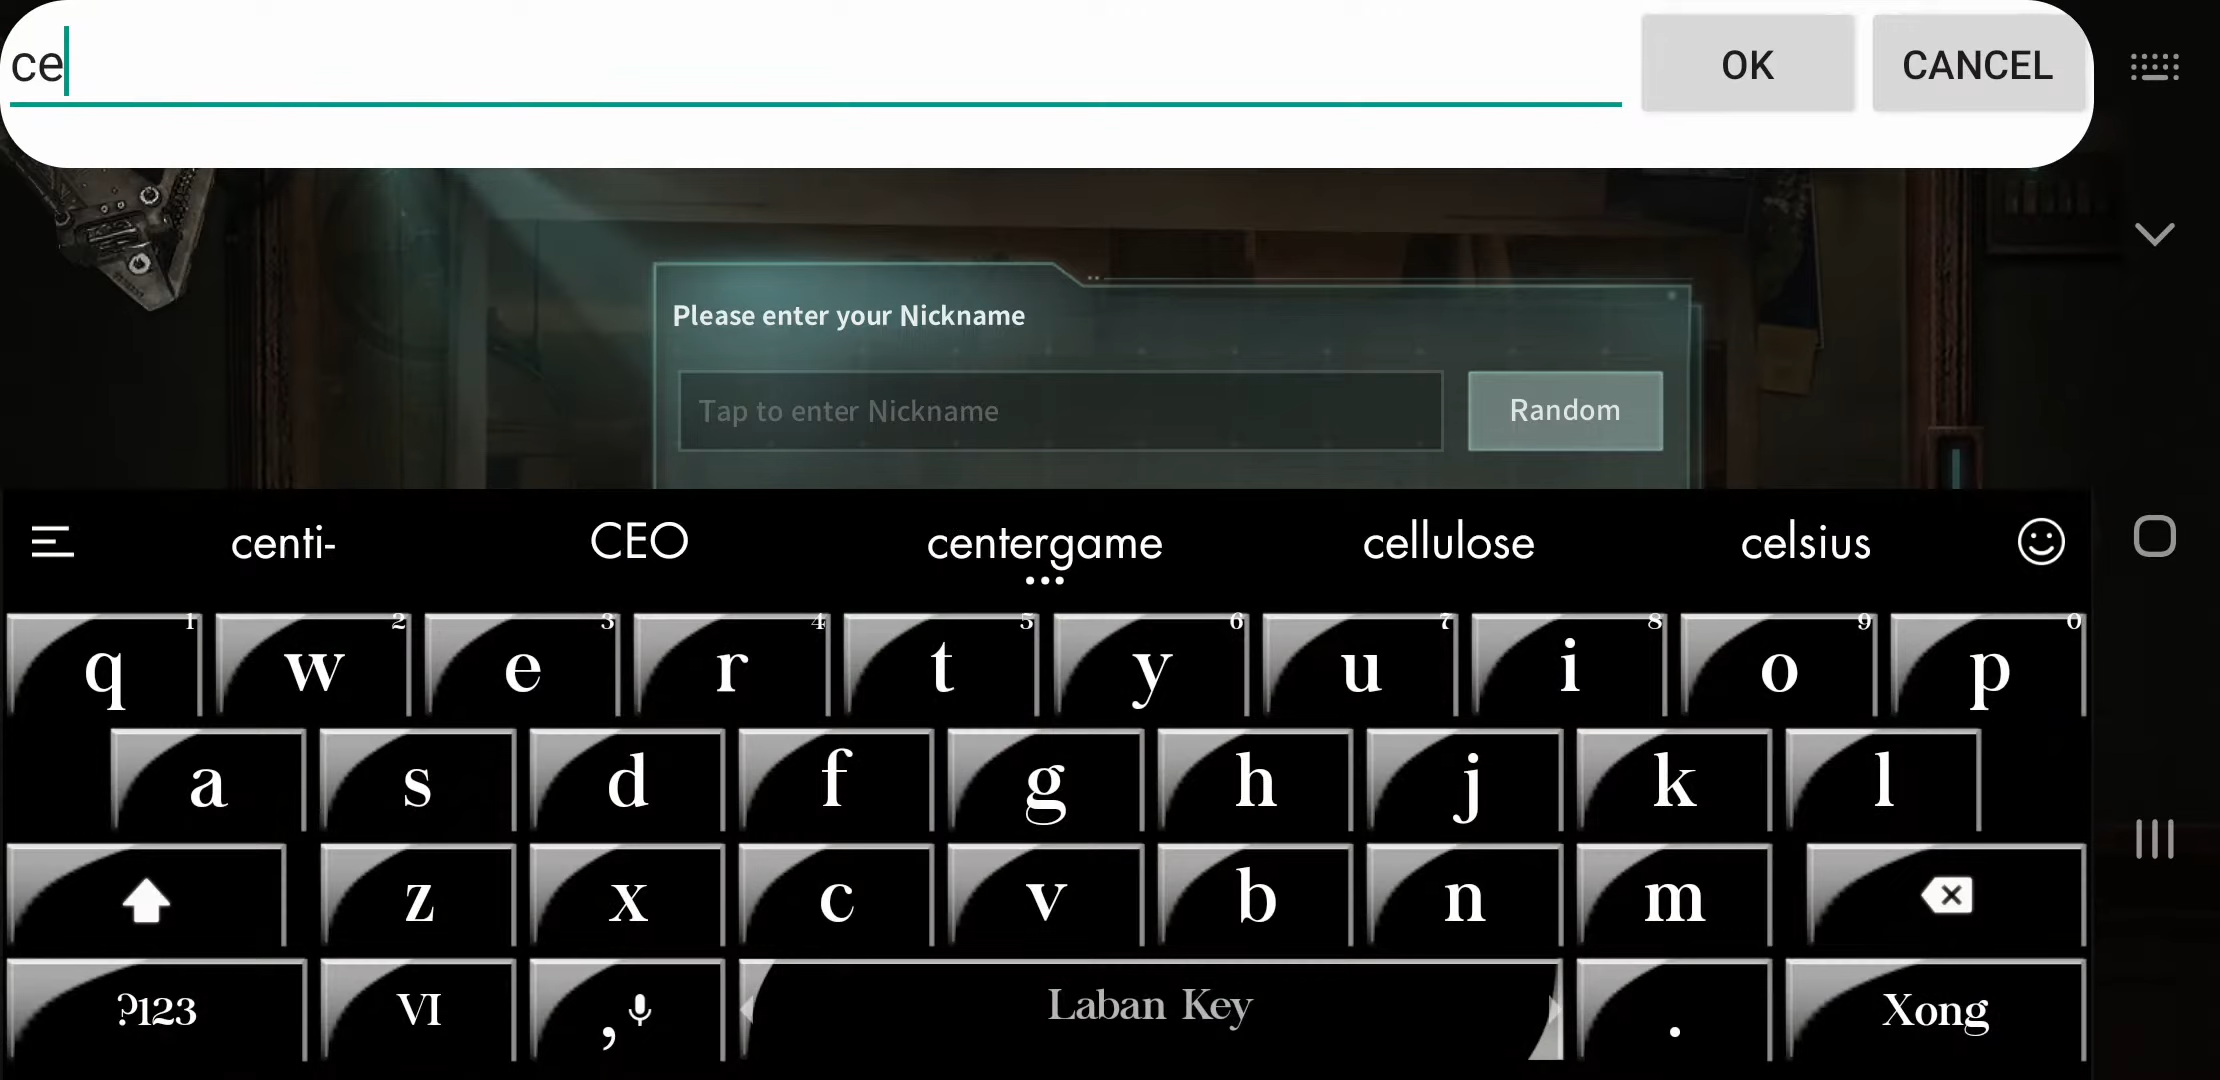 ce
OK
CANCEL
Please enter your Nickname
Tap to enter Nickname
Random
centi-
CEO
centergame
cellulose
celsius
q 1 w 2 e 3 r 4 t 5 y 6 u 7 i 8 o 9 p 0
a s d f g h j k l
z x c v b n m
?123 VI , Laban Key . Xong